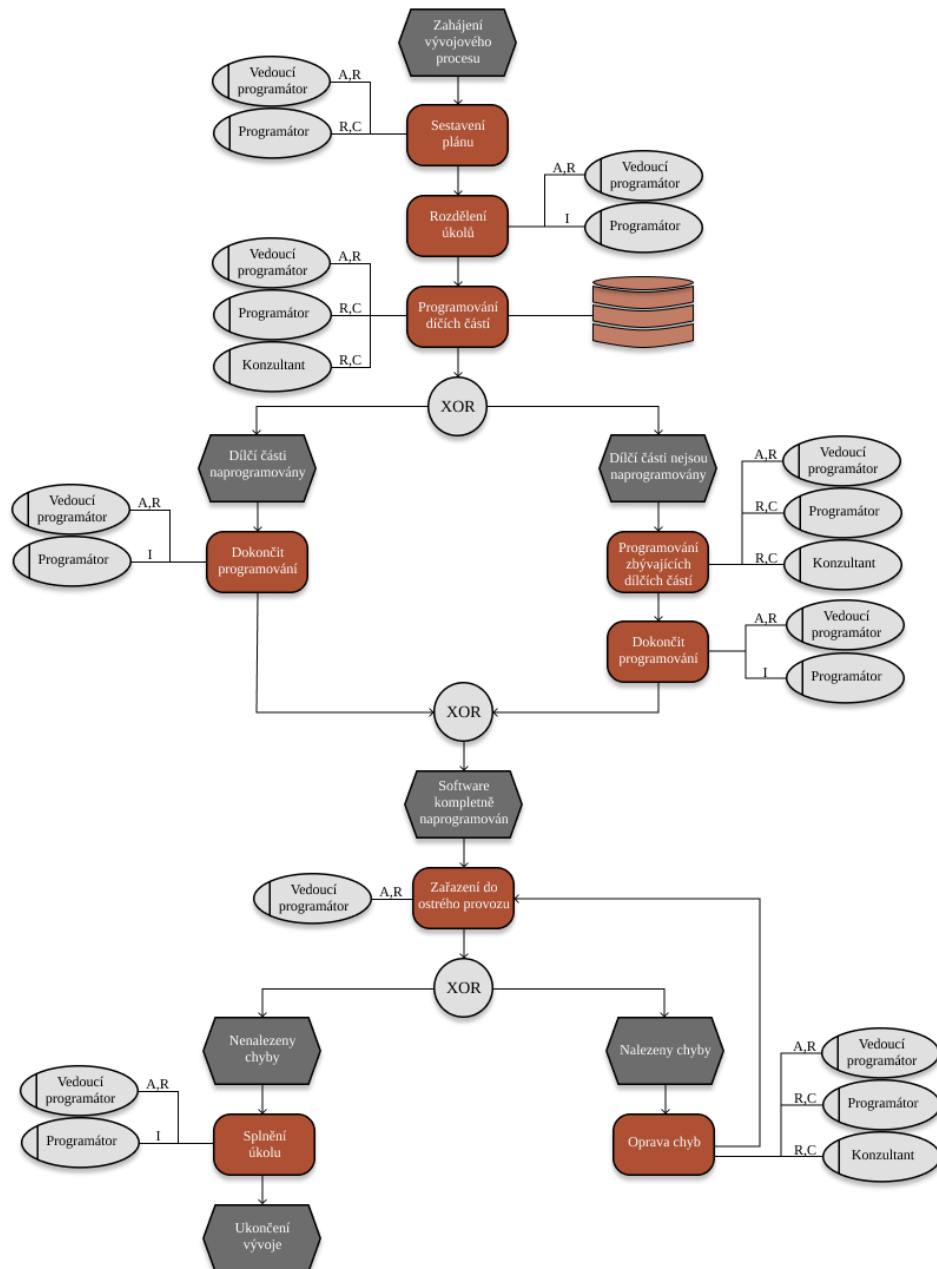 Zahájení
vývojového
procesu
Vedoucí
programátor
A,R
Programátor
R,C
Sestavení
plánu
Vedoucí
programátor
A,R
Programátor
I
Rozdělení
úkolů
Vedoucí
programátor
A,R
Programátor
R,C
Konzultant
R,C
Programování
díčích částí
XOR
Dílčí části
naprogramovány
Dílčí části nejsou
naprogramovány
Vedoucí
programátor
A,R
Programátor
I
Dokončit
programování
Programování
zbývajících
dílčích částí
A,R
Vedoucí
programátor
R,C
Programátor
R,C
Konzultant
Dokončit
programování
A,R
Vedoucí
programátor
I
Programátor
XOR
Software
kompletně
naprogramován
Vedoucí
programátor
A,R
Zařazení do
ostrého provozu
XOR
Nenalezeny
chyby
Nalezeny chyby
Vedoucí
programátor
A,R
Programátor
I
Splnění
úkolu
Oprava chyb
A,R
Vedoucí
programátor
R,C
Programátor
R,C
Konzultant
Ukončení
vývoje